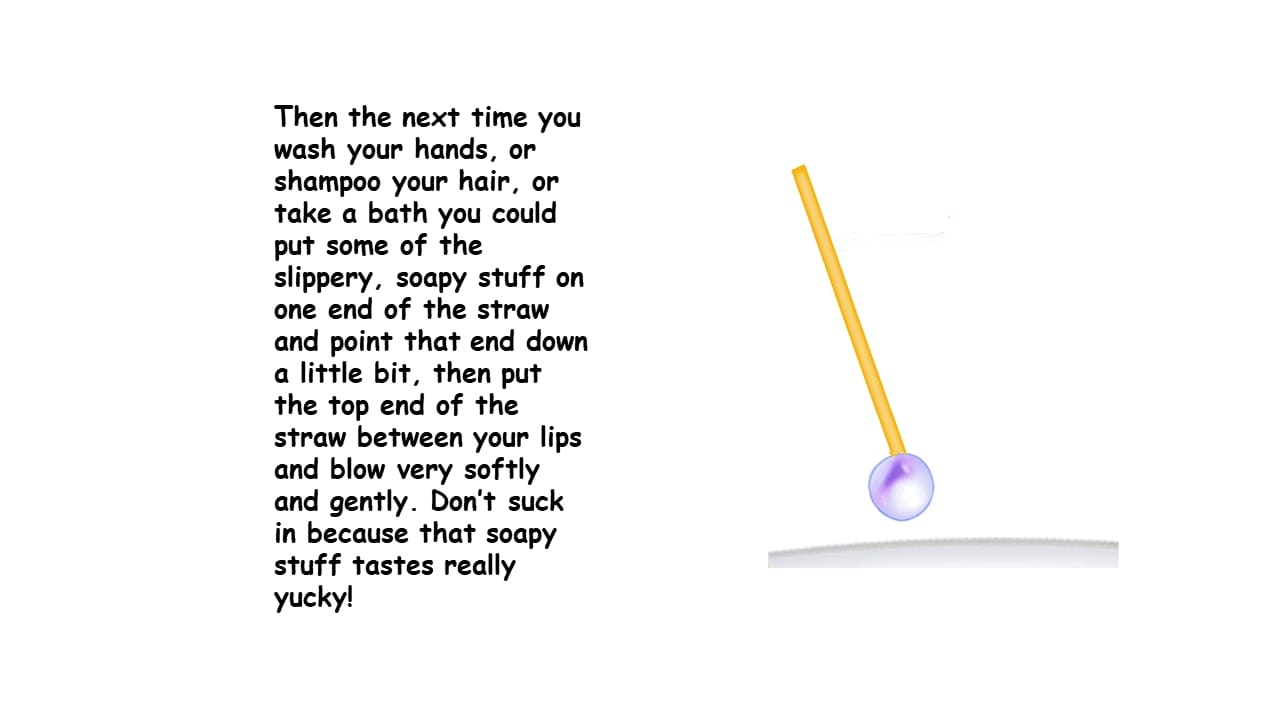 Then the next time you
wash your hands, or
shampoo your hair, or
take a bath you could
put some of the
slippery, soapy stuff on
one end of the straw
and point that end down
a little bit, then put
the top end of the
straw between your lips
and blow very softly
and gently. Don’t suck
in because that soapy
stuff tastes really
yucky!